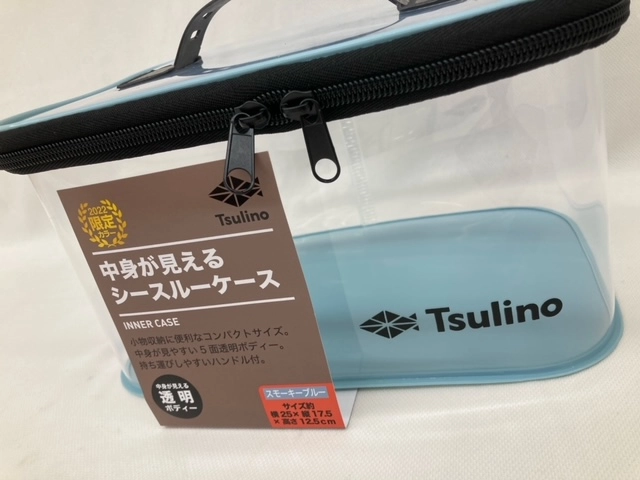 Tsulino
2022
限定
カラー
中身が見える
シースルーケース
INNER CASE
小物収納に便利なコンパクトサイズ。
中身が見やすい5面透明ボディー。
持ち運びしやすいハンドル付。
中身が見える
透明
ボディー
スモーキーブルー
サイズ約
横25×縦17.5
×高さ12.5cm
Tsulino